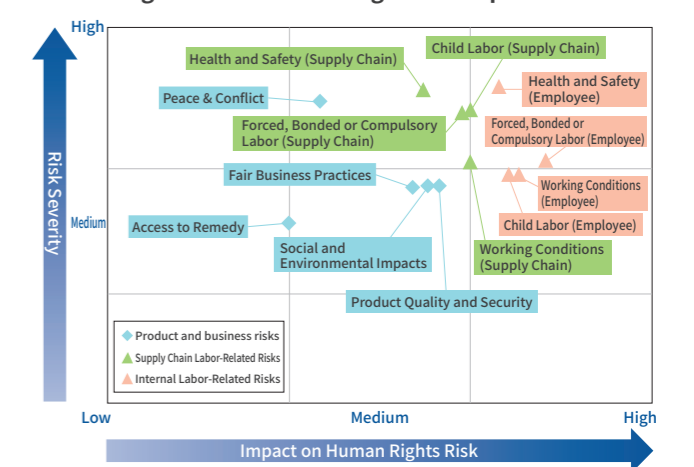 High
Child Labor (Supply Chain)
Health and Safety (Supply Chain)
Health and Safety
(Employee)
Peace & Conflict
Forced, Bonded or Compulsory
Labor (Supply Chain)
Forced, Bonded or
Compulsory Labor (Employee)
Fair Business Practices
Working Conditions
(Employee)
Risk Severity
Medium
Access to Remedy
Child Labor (Employee)
Social and
Environmental Impacts
Working Conditions
(Supply Chain)
Product Quality and Security
Product and business risks
Supply Chain Labor-Related Risks
Internal Labor-Related Risks
Low
Medium
High
Impact on Human Rights Risk